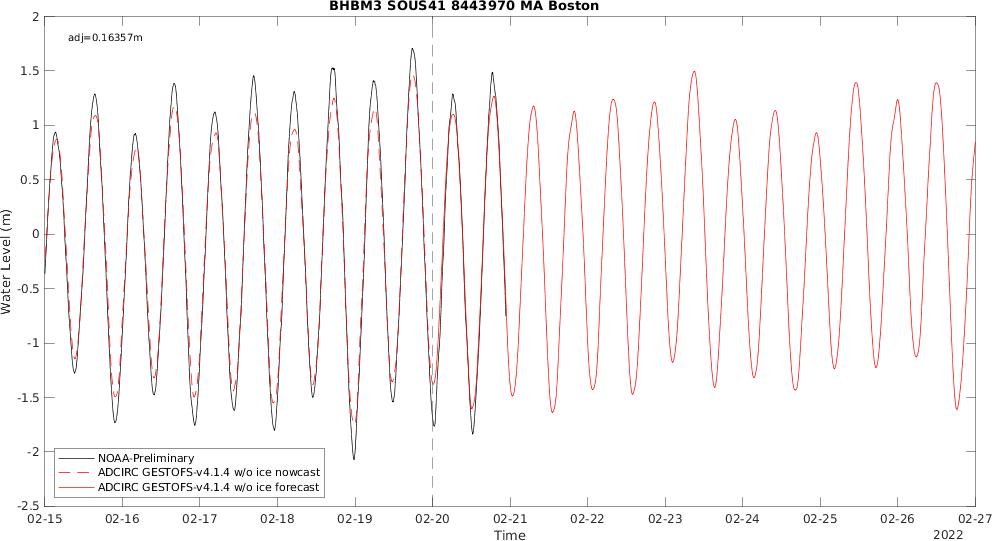 BHBM3 SOUS41 8443970 MA Boston
adj=0.16357m
2
1.5
1
0.5
0
-0.5
-1
-1.5
-2
-2.5
Water Level (m)
NOAA-Preliminary
ADCIRC GESTOFS-v4.1.4 w/o ice nowcast
ADCIRC GESTOFS-v4.1.4 w/o ice forecast
02-15 02-16 02-17 02-18 02-19 02-20 02-21 02-22 02-23 02-24 02-25 02-26 02-27
Time
2022